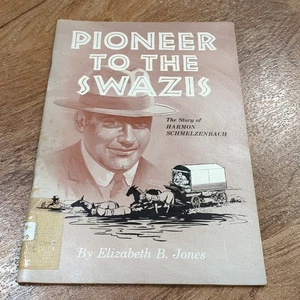 PIONEER
TO THE
SWAZIS
The Story of
HARMON
SCHMELZENBACH
By Elizabeth B. Jones